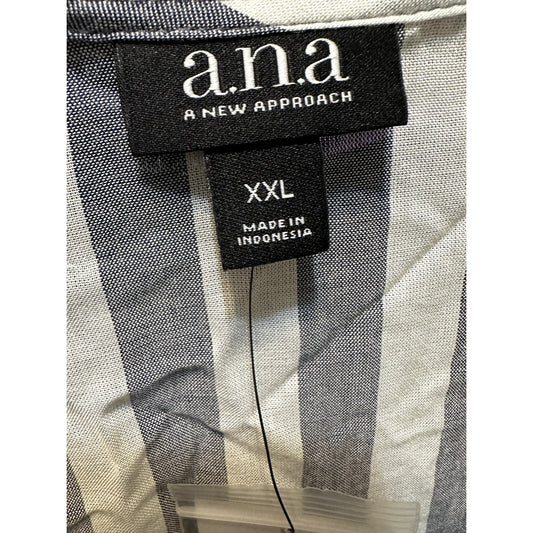 a.n.a
A NEW APPROACH
XXL
MADE IN
INDONESIA